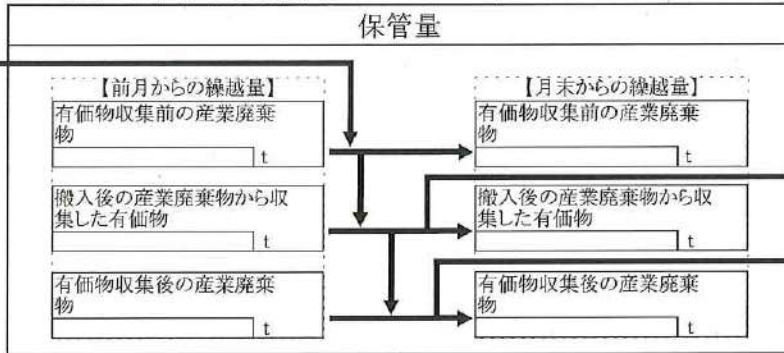 保管量
【前月からの繰越量】
有価物収集前の産業廃棄
物
t
搬入後の産業廃棄物から収
集した有価物
t
有価物収集後の産業廃棄
物
t
【月末からの繰越量】
有価物収集前の産業廃棄
物
t
搬入後の産業廃棄物から収
集した有価物
t
有価物収集後の産業廃棄
物
t